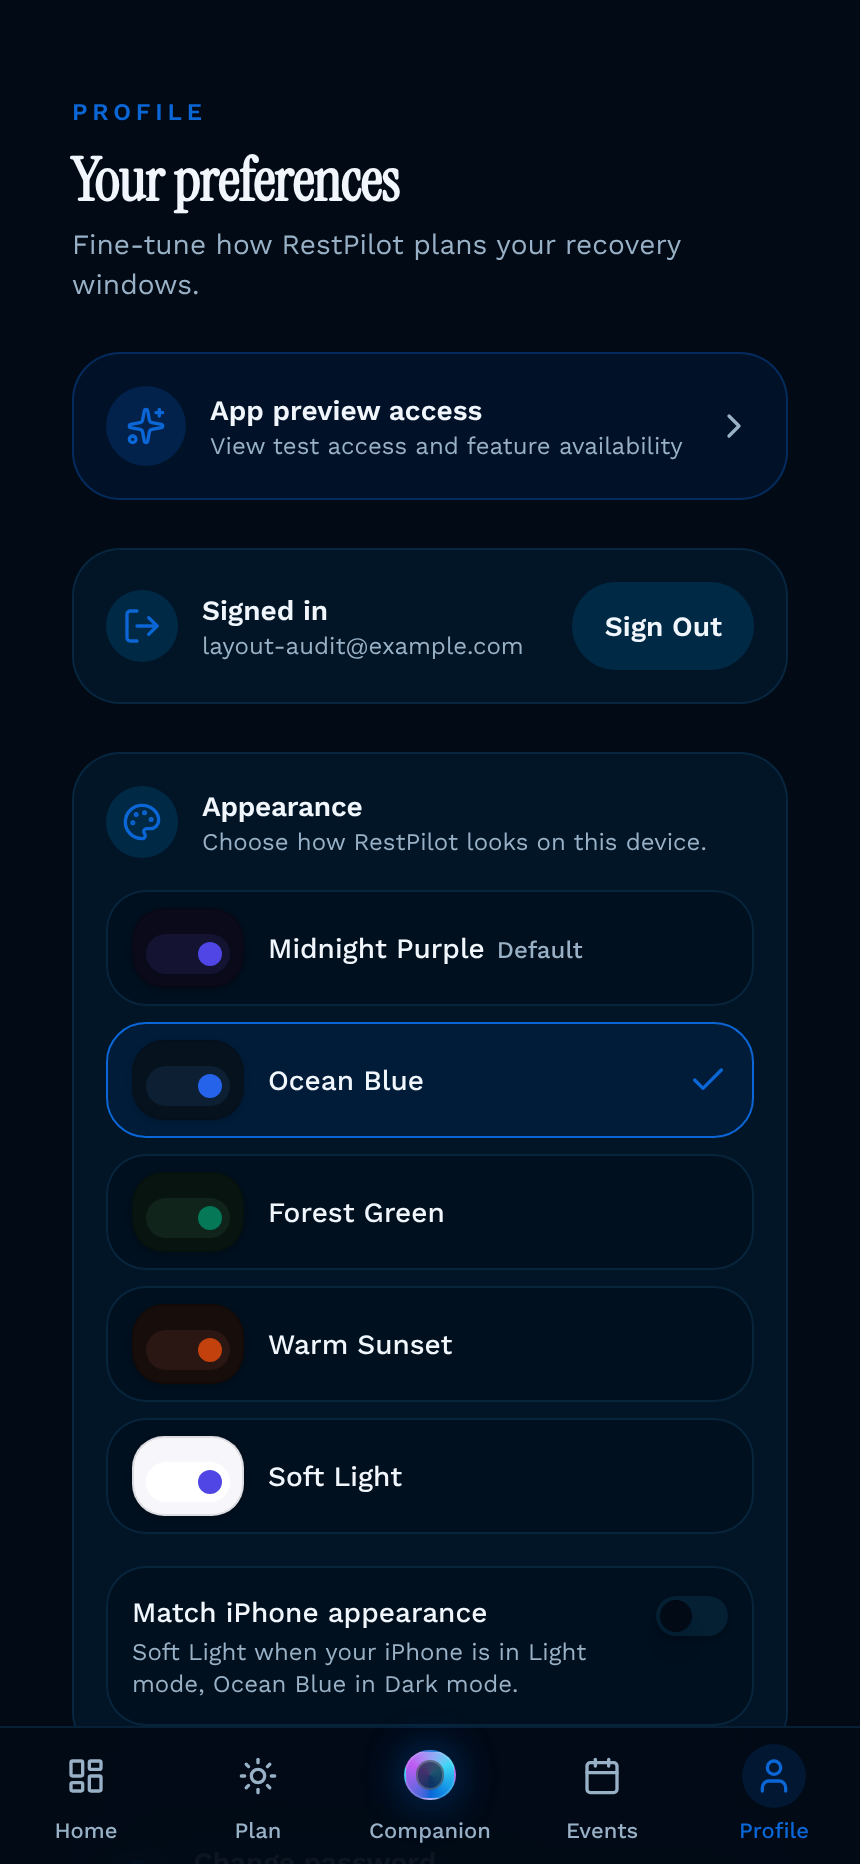 PROFILE
Your preferences
Fine-tune how RestPilot plans your recovery
windows.
App preview access
View test access and feature availability
Signed in
layout-audit@example.com
Sign Out
Appearance
Choose how RestPilot looks on this device.
Midnight Purple Default
Ocean Blue
Forest Green
Warm Sunset
Soft Light
Match iPhone appearance
Soft Light when your iPhone is in Light
mode, Ocean Blue in Dark mode.
Home
Plan
Companion
Events
Profile
Change password